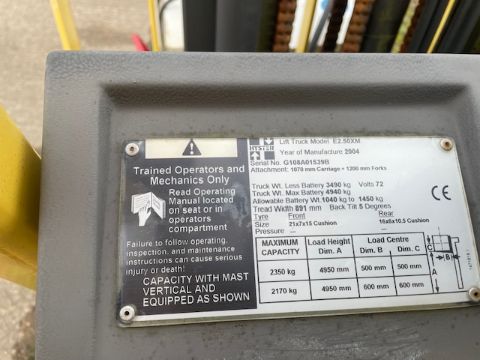 Trained Operators and
Mechanics Only
Read Operating
Manual located
on seat or in
operators
compartment
Failure to follow operating,
inspection, and maintenance
instructions can cause serious
injury or death!
CAPACITY WITH MAST
VERTICAL AND
EQUIPPED AS SHOWN
HYSTER
Lift Truck Model E2.50XM
Year of Manufacture 2004
Serial No. G108A01539B
Attachment: 1070 mm Carriage + 1200 mm Forks
Truck Wt. Less Battery 3490 kg Volts 72
Truck Wt. Max Battery 4940 kg
Allowable Battery Wt. 1040 kg to 1450 kg
Tread Width 891 mm Back Tilt 5 Degrees
Tyre Front Rear
Size 21x7x15 Cushion 16x5x10.5 Cushion
Pressure -- --
MAXIMUM CAPACITY Load Height Dim. A Load Centre Dim. B Dim. C
2350 kg 4950 mm 500 mm 500 mm
2170 kg 4950 mm 600 mm 600 mm
CE
A B C